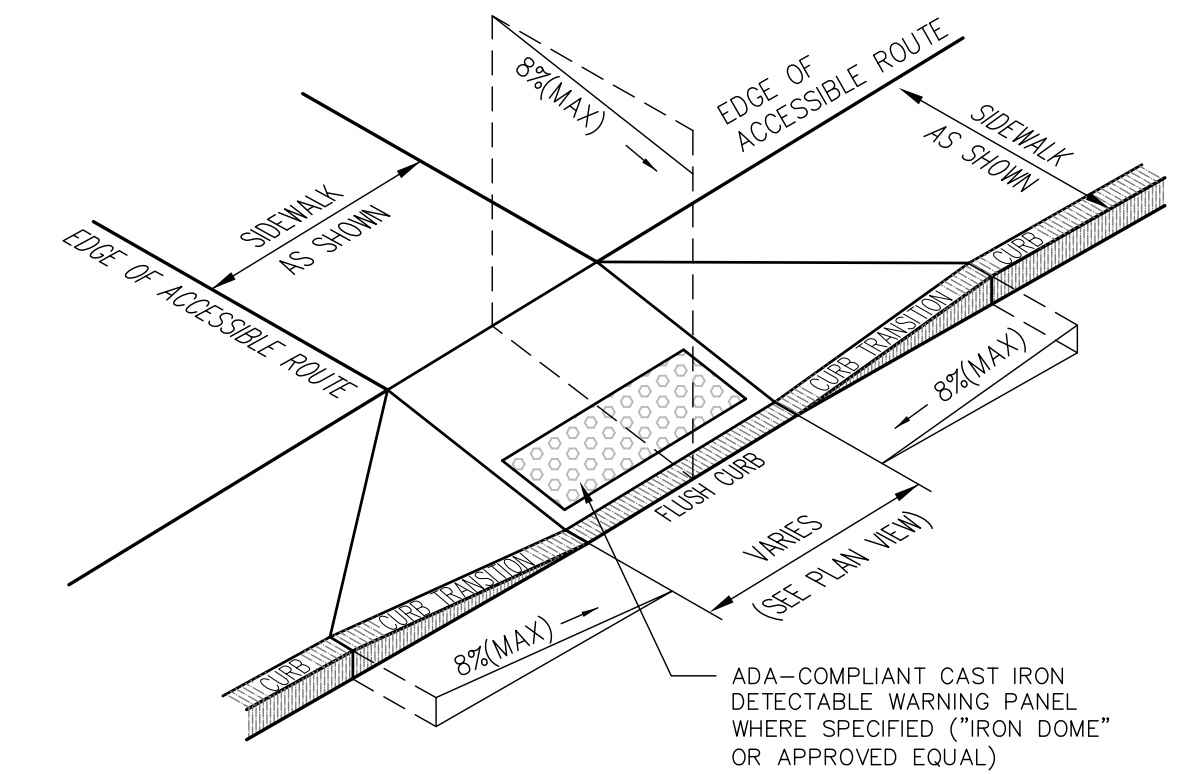 8%(MAX)
EDGE OF
ACCESSIBLE ROUTE
SIDEWALK
AS SHOWN
SIDEWALK
AS SHOWN
EDGE OF ACCESSIBLE ROUTE
CURB
CURB TRANSITION
8%(MAX)
FLUSH CURB
VARIES
(SEE PLAN VIEW)
CURB TRANSITION
CURB
8%(MAX)
ADA-COMPLIANT CAST IRON
DETECTABLE WARNING PANEL
WHERE SPECIFIED ("IRON DOME"
OR APPROVED EQUAL)